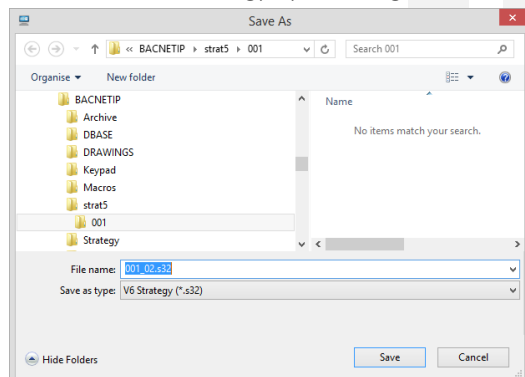 Save As
« BACNETIP ▸ strat5 ▸ 001
Search 001
Organise
New folder
BACNETIP
Archive
DBASE
DRAWINGS
Keypad
Macros
strat5
001
Strategy
Name
No items match your search.
File name: 001_02.s32
Save as type: V6 Strategy (*.s32)
Hide Folders
Save
Cancel